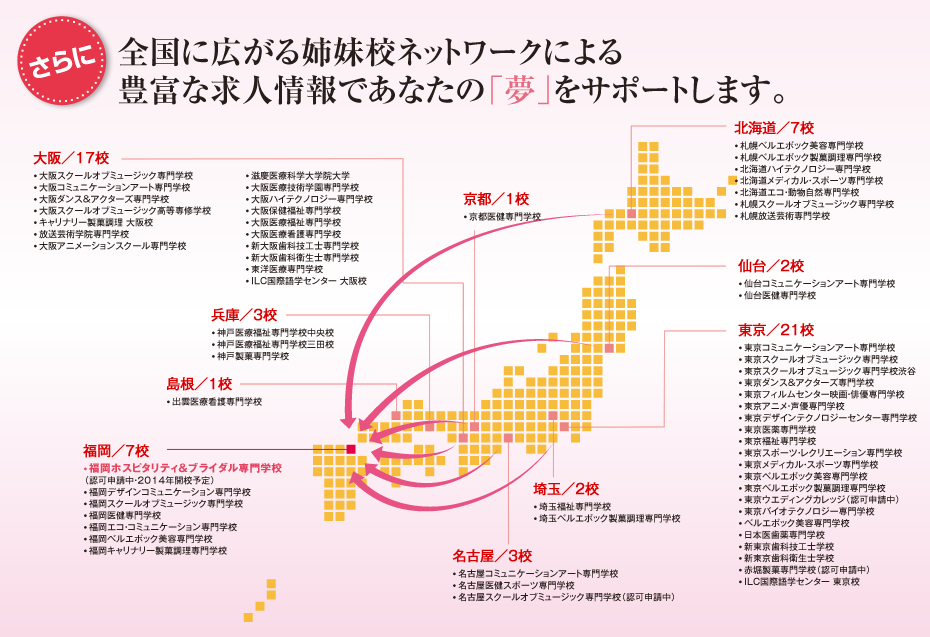 さらに
全国に広がる姉妹校ネットワークによる
豊富な求人情報であなたの「夢」をサポートします。
大阪／17校
•大阪スクールオブミュージック専門学校
•大阪コミュニケーションアート専門学校
•大阪ダンス&アクターズ専門学校
•大阪スクールオブミュージック高等専修学校
•キャリナリー製菓調理 大阪校
•放送芸術学院専門学校
•大阪アニメーションスクール専門学校
•滋慶医療科学大学院大学
•大阪医療技術学園専門学校
•大阪ハイテクノロジー専門学校
•大阪保健福祉専門学校
•大阪医療福祉専門学校
•大阪医療看護専門学校
•新大阪歯科技工士専門学校
•新大阪歯科衛生士専門学校
•東洋医療専門学校
•ILC国際語学センター 大阪校
京都／1校
•京都医健専門学校
北海道／7校
•札幌ベルエポック美容専門学校
•札幌ベルエポック製菓調理専門学校
•北海道ハイテクノロジー専門学校
•北海道メディカル・スポーツ専門学校
•北海道エコ・動物自然専門学校
•札幌スクールオブミュージック専門学校
•札幌放送芸術専門学校
仙台／2校
•仙台コミュニケーションアート専門学校
•仙台医健専門学校
兵庫／3校
•神戸医療福祉専門学校中央校
•神戸医療福祉専門学校三田校
•神戸製菓専門学校
東京／21校
•東京コミュニケーションアート専門学校
•東京スクールオブミュージック専門学校
•東京スクールオブミュージック専門学校渋谷
•東京ダンス&アクターズ専門学校
•東京フィルムセンター映画・俳優専門学校
•東京アニメ・声優専門学校
•東京デザインテクノロジーセンター専門学校
•東京医薬専門学校
•東京福祉専門学校
•東京スポーツ・レクリエーション専門学校
•東京メディカル・スポーツ専門学校
•東京ベルエポック美容専門学校
•東京ベルエポック製菓調理専門学校
•東京ウエディングカレッジ（認可申請中）
•東京バイオテクノロジー専門学校
•ベルエポック美容専門学校
•日本医歯薬専門学校
•新東京歯科技工士学校
•新東京歯科衛生士学校
•赤堀製菓専門学校（認可申請中）
•ILC国際語学センター 東京校
島根／1校
•出雲医療看護専門学校
福岡／7校
•福岡ホスピタリティ&ブライダル専門学校
（認可申請中・2014年開校予定）
•福岡デザインコミュニケーション専門学校
•福岡スクールオブミュージック専門学校
•福岡医健専門学校
•福岡エコ・コミュニケーション専門学校
•福岡ベルエポック美容専門学校
•福岡キャリナリー製菓調理専門学校
埼玉／2校
•埼玉福祉専門学校
•埼玉ベルエポック製菓調理専門学校
名古屋／3校
•名古屋コミュニケーションアート専門学校
•名古屋医健スポーツ専門学校
•名古屋スクールオブミュージック専門学校（認可申請中）